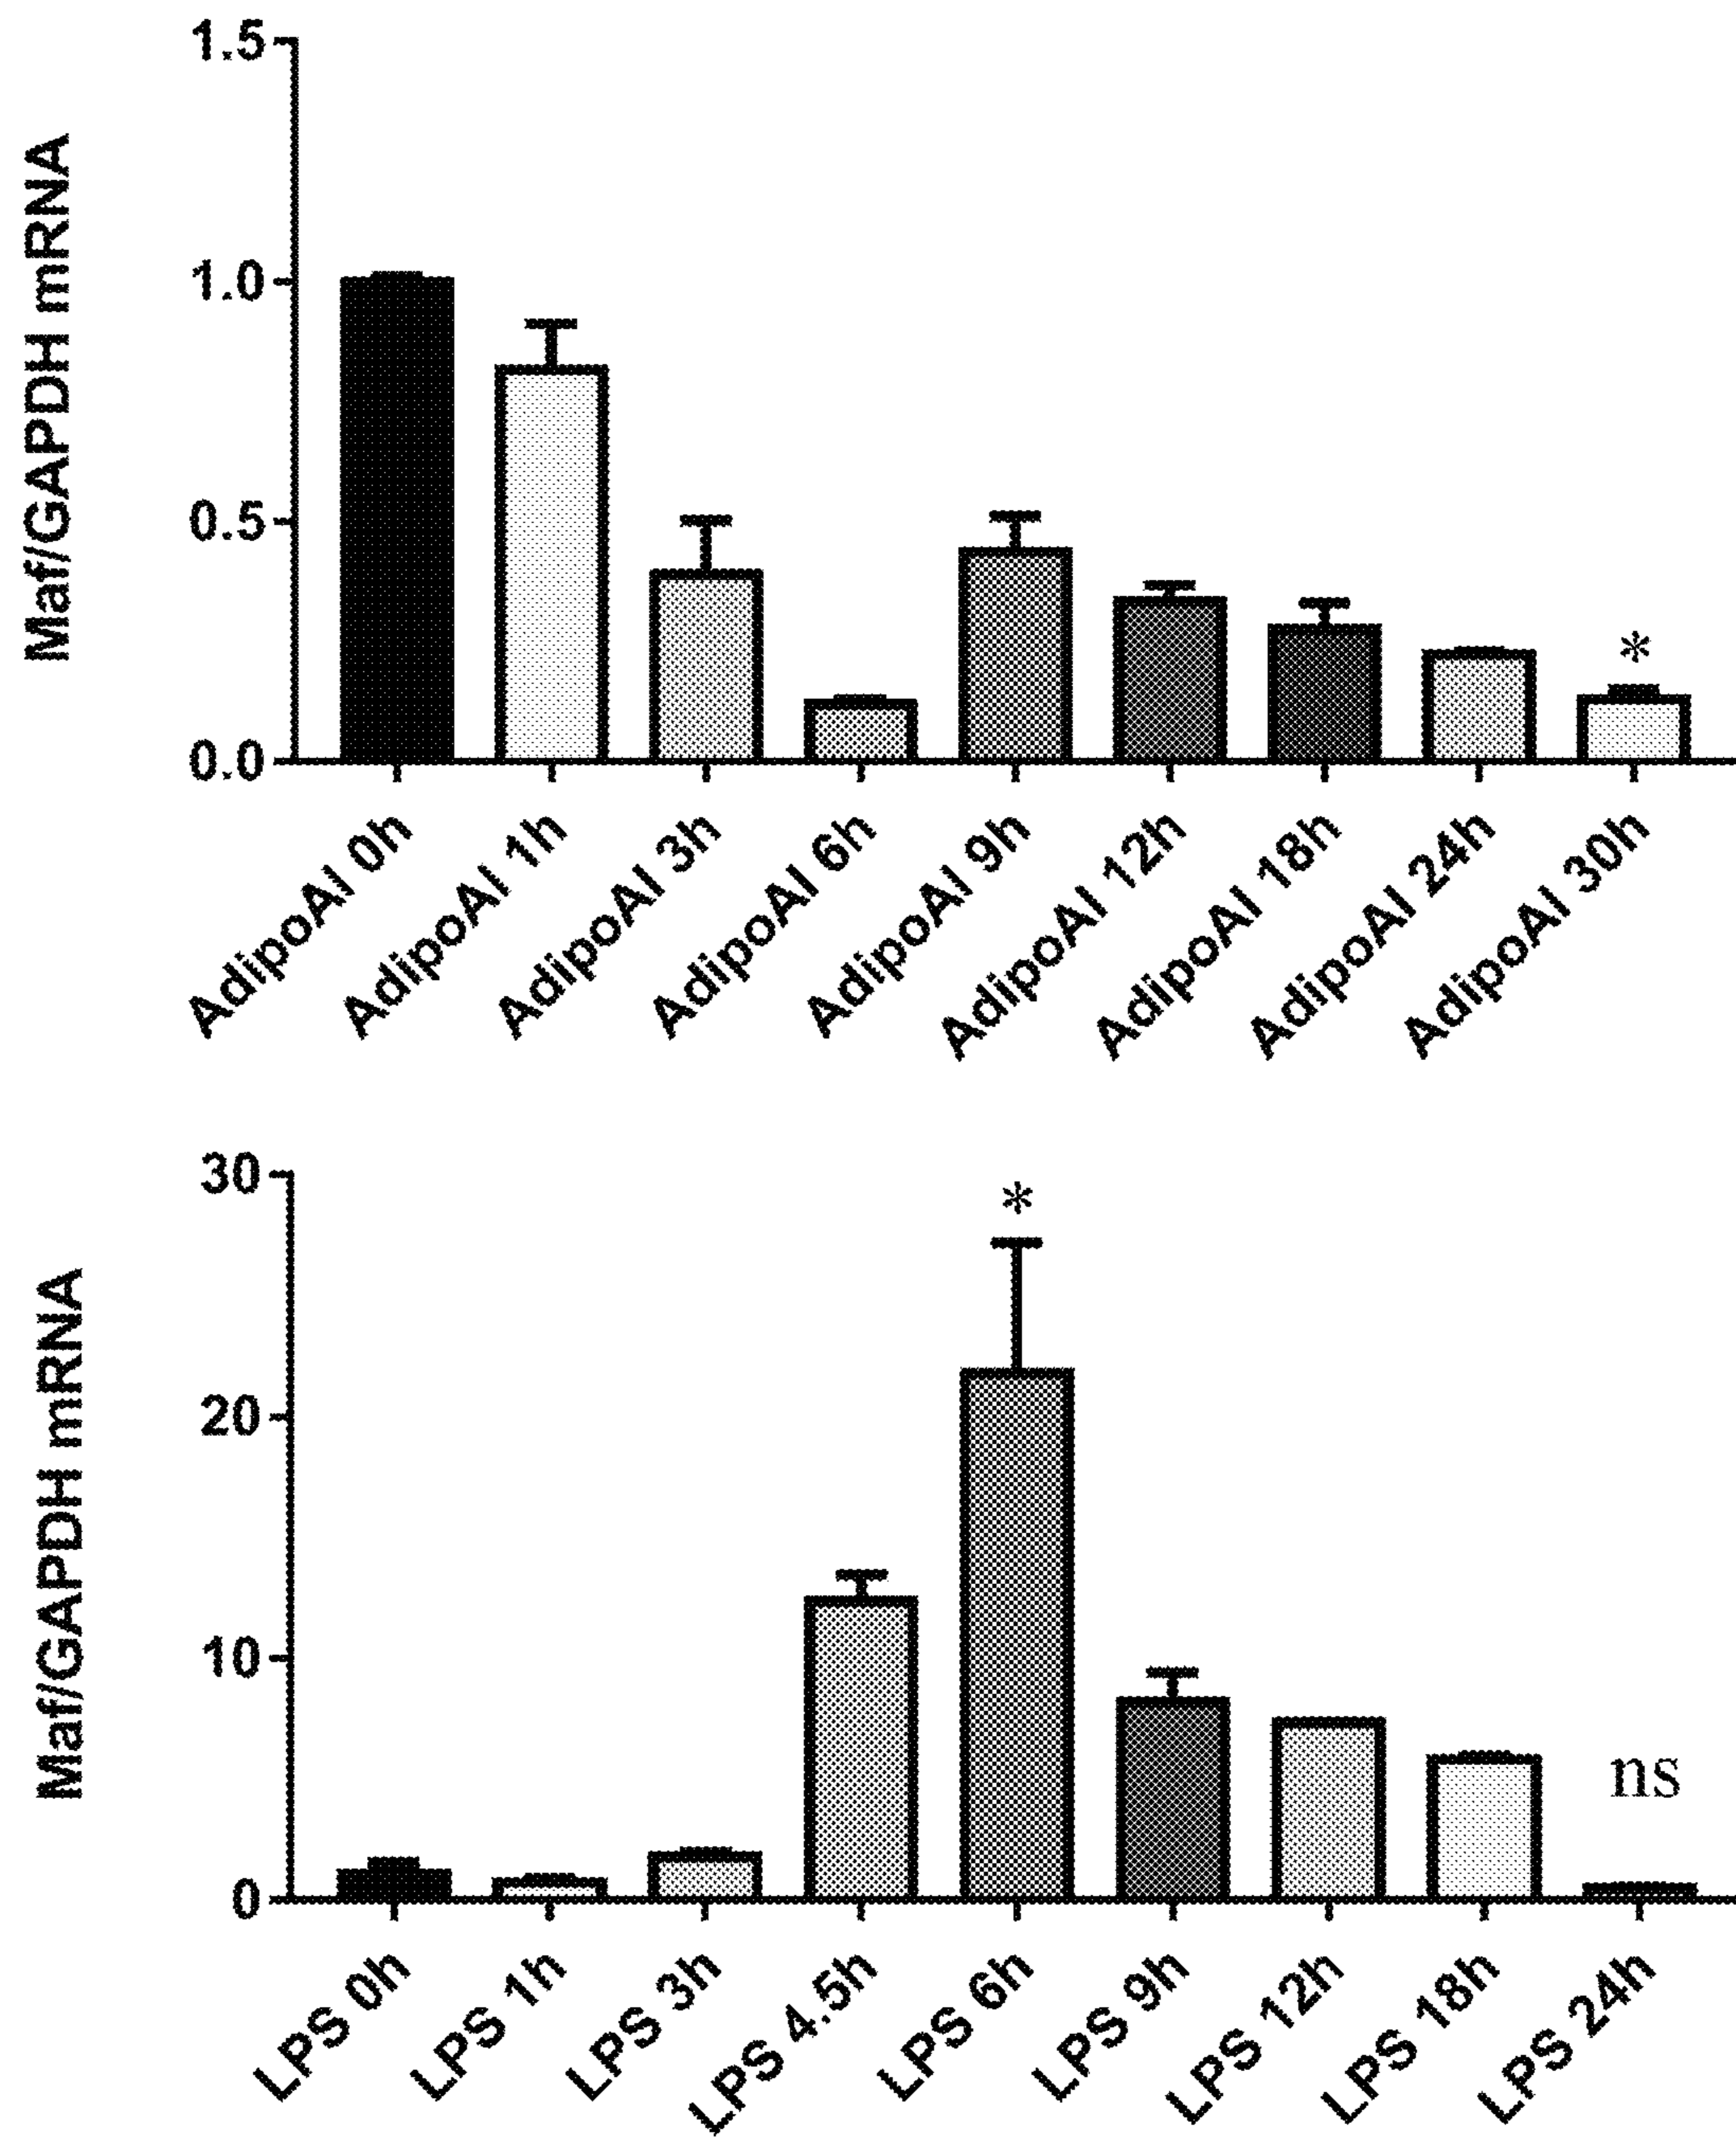 Maf/GAPDH mRNA
1.5
1.0
0.5
0.0
AdipoAI 0h
AdipoAI 1h
AdipoAI 3h
AdipoAI 6h
AdipoAI 9h
AdipoAI 12h
AdipoAI 18h
AdipoAI 24h
AdipoAI 30h
*
Maf/GAPDH mRNA
30
20
10
0
*
ns
LPS 0h
LPS 1h
LPS 3h
LPS 4.5h
LPS 6h
LPS 9h
LPS 12h
LPS 18h
LPS 24h